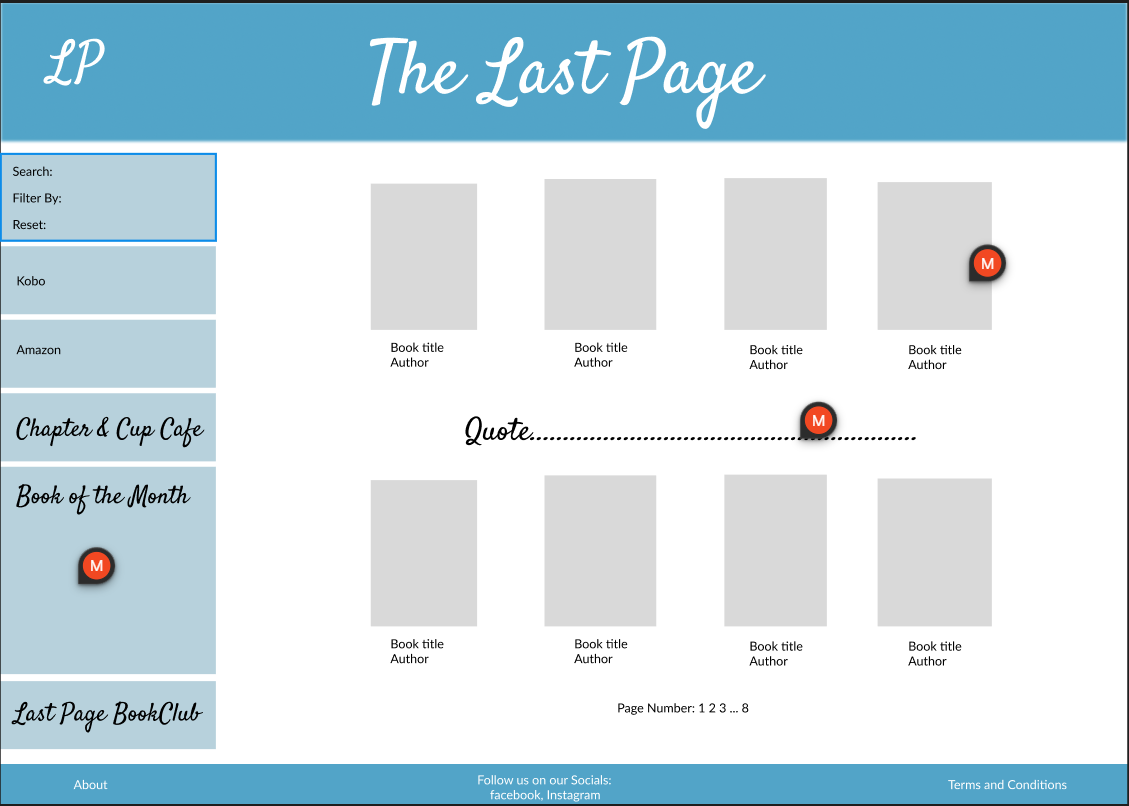 LP
The Last Page
Search:
Filter By:
Reset:
Kobo
Amazon
Chapter & Cup Cafe
Book of the Month
M
Last Page BookClub
Book title
Author
Book title
Author
Book title
Author
Book title
Author
M
Quote..........................................................
M
Book title
Author
Book title
Author
Book title
Author
Book title
Author
Page Number: 1 2 3 ... 8
About
Follow us on our Socials:
facebook, Instagram
Terms and Conditions